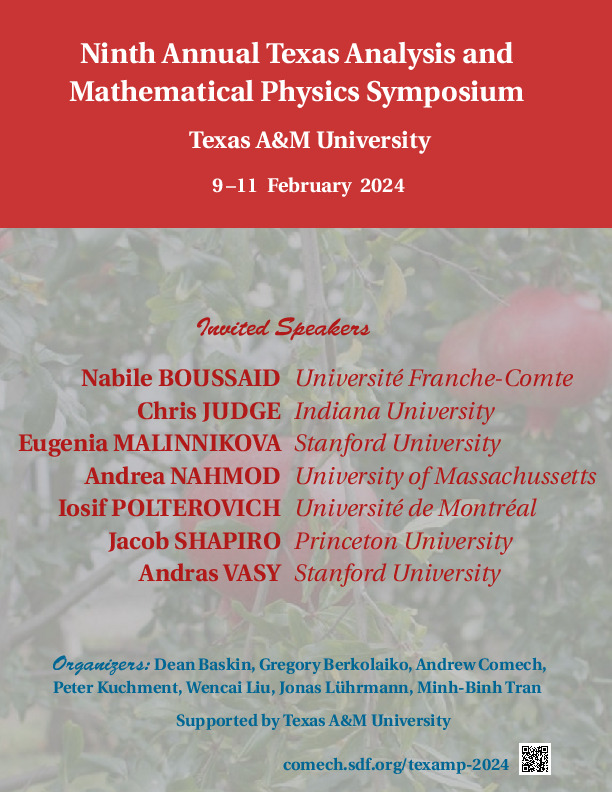 Ninth Annual Texas Analysis and
Mathematical Physics Symposium
Texas A&M University
9–11 February 2024
Invited Speakers
Nabile BOUSSAID Université Franche-Comte
Chris JUDGE Indiana University
Eugenia MALINNIKOVA Stanford University
Andrea NAHMOD University of Massachussetts
Iosif POLTEROVICH Université de Montréal
Jacob SHAPIRO Princeton University
Andras VASY Stanford University
Organizers: Dean Baskin, Gregory Berkolaiko, Andrew Comech,
Peter Kuchment, Wencai Liu, Jonas Lührmann, Minh-Binh Tran
Supported by Texas A&M University
comech.sdf.org/texamp-2024